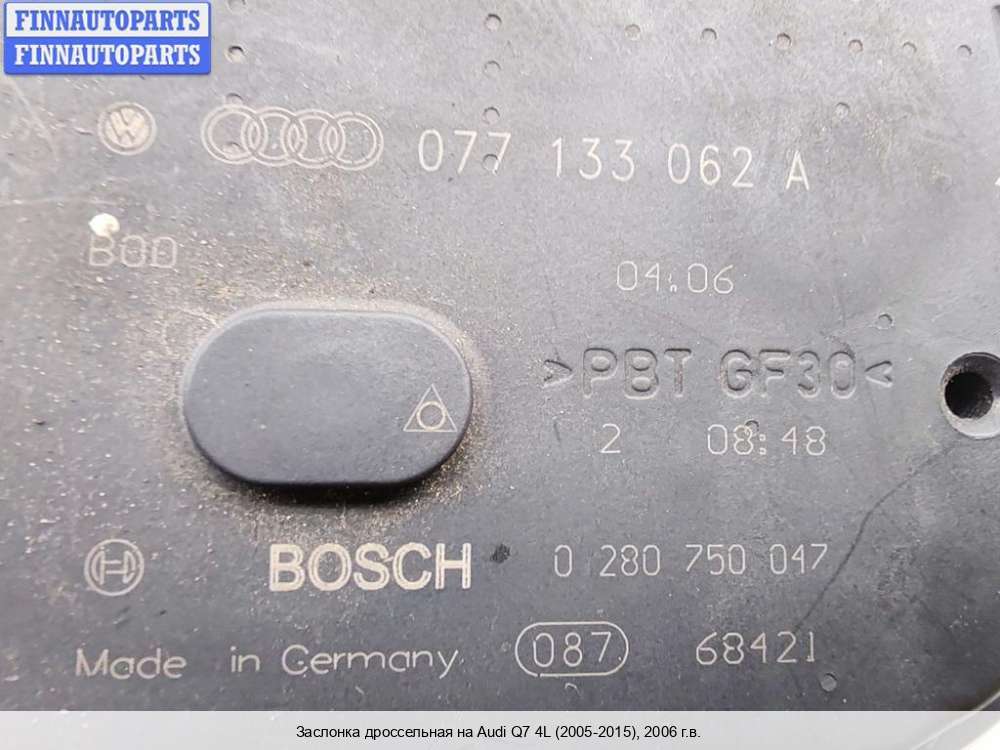 FINNAUTOPARTS
FINNAUTOPARTS
077 133 062 A
B00
04:06
>PBT GF30<
2 08:48
BOSCH 0 280 750 047
Made in Germany 087 68421
Заслонка дроссельная на Audi Q7 4L (2005-2015), 2006 г.в.